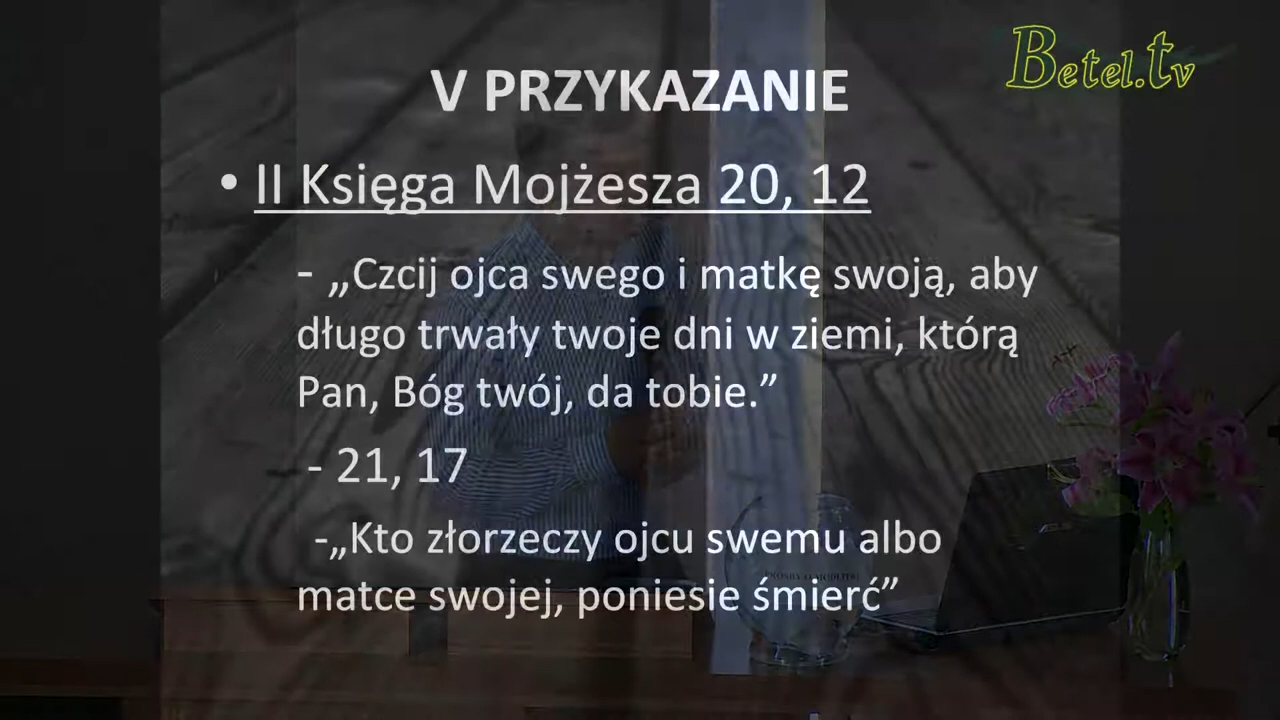 Betel.tv
V PRZYKAZANIE
• II Księga Mojżesza 20, 12
- „Czcij ojca swego i matkę swoją, aby
długo trwały twoje dni w ziemi, którą
Pan, Bóg twój, da tobie.”
- 21, 17
-„Kto złorzeczy ojcu swemu albo
matce swojej, poniesie śmierć”